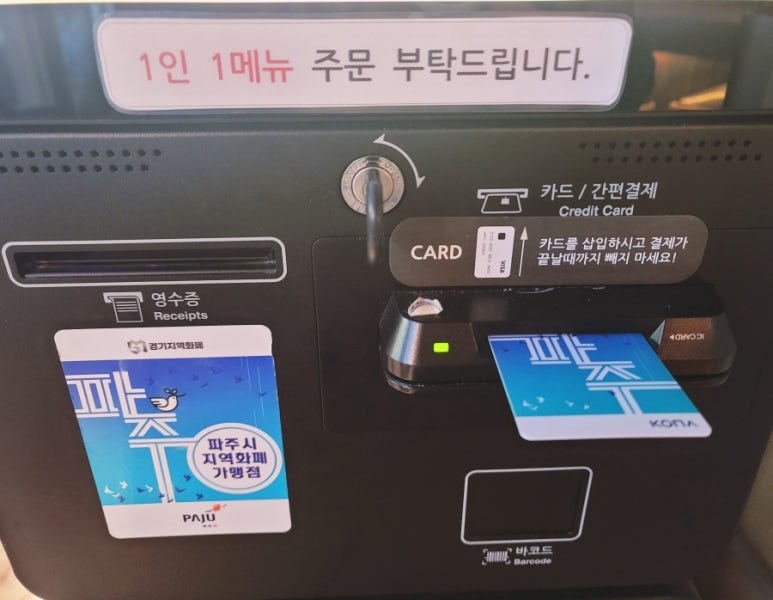 1인 1메뉴 주문 부탁드립니다.
카드 / 간편결제
Credit Card
CARD
VISA
카드를 삽입하시고 결제가
끝날때까지 빼지 마세요!
영수증
Receipts
IC CARD
경기지역화폐
파주
파주시
지역화폐
가맹점
PAJU
파주
KONA
바코드
Barcode